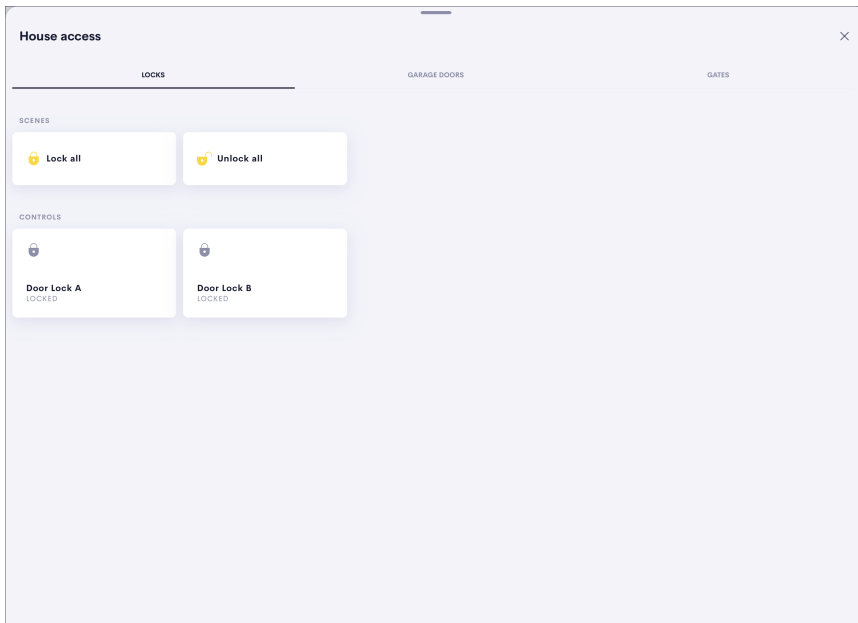 House access
LOCKS
GARAGE DOORS
GATES
SCENES
Lock all
Unlock all
CONTROLS
Door Lock A
LOCKED
Door Lock B
LOCKED